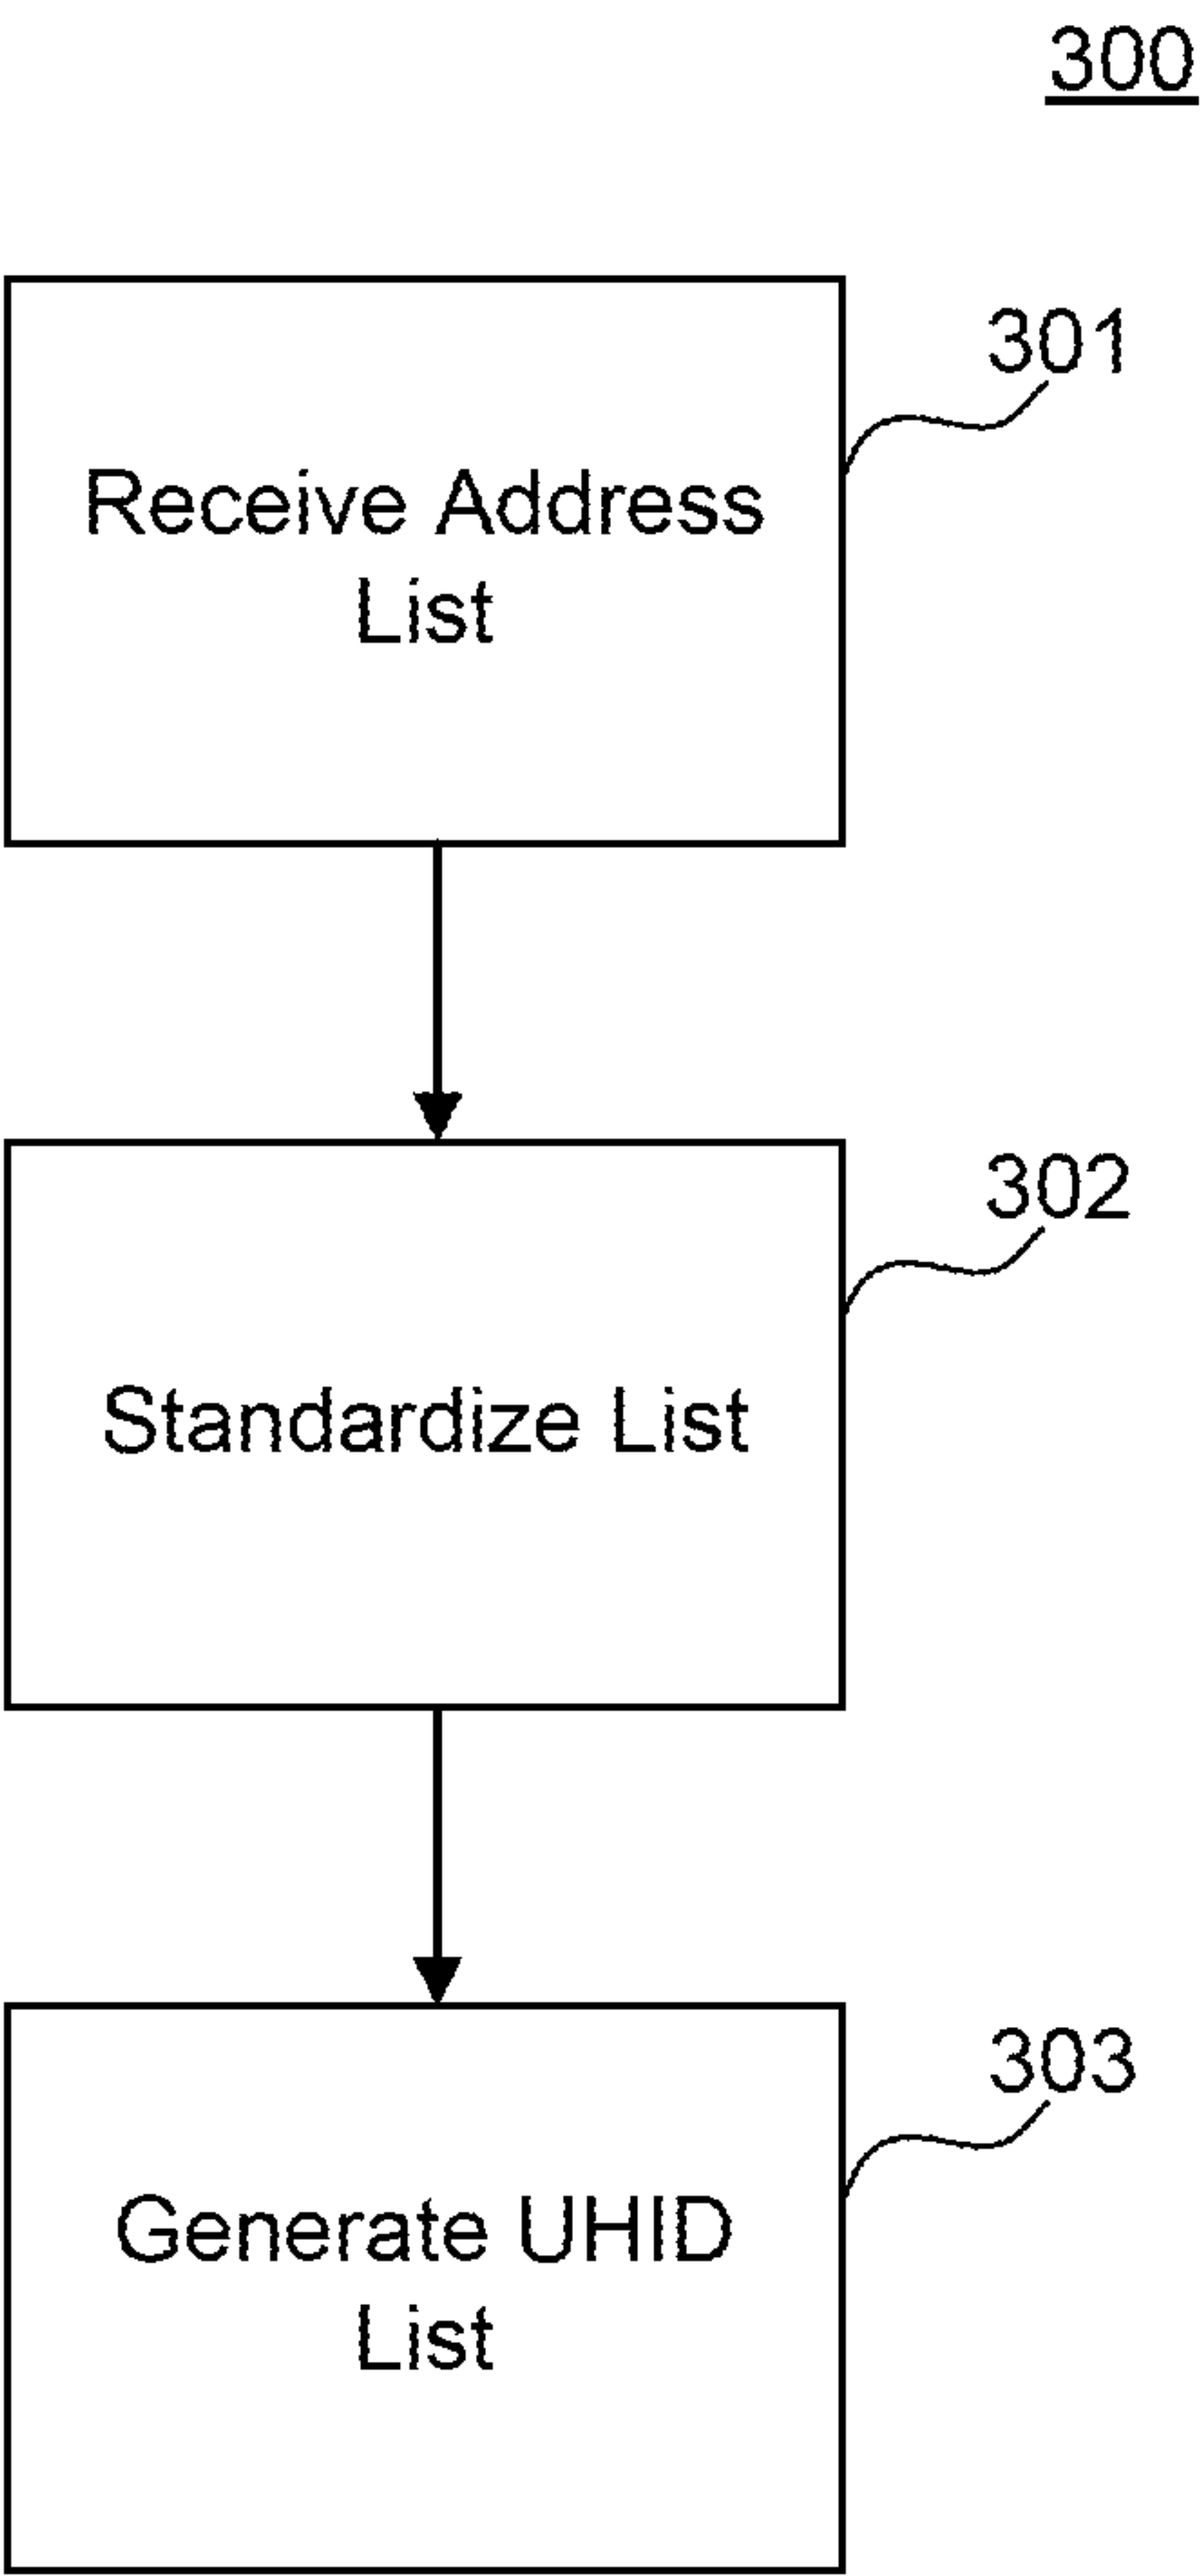 300
301
Receive Address
List
302
Standardize List
303
Generate UHID
List